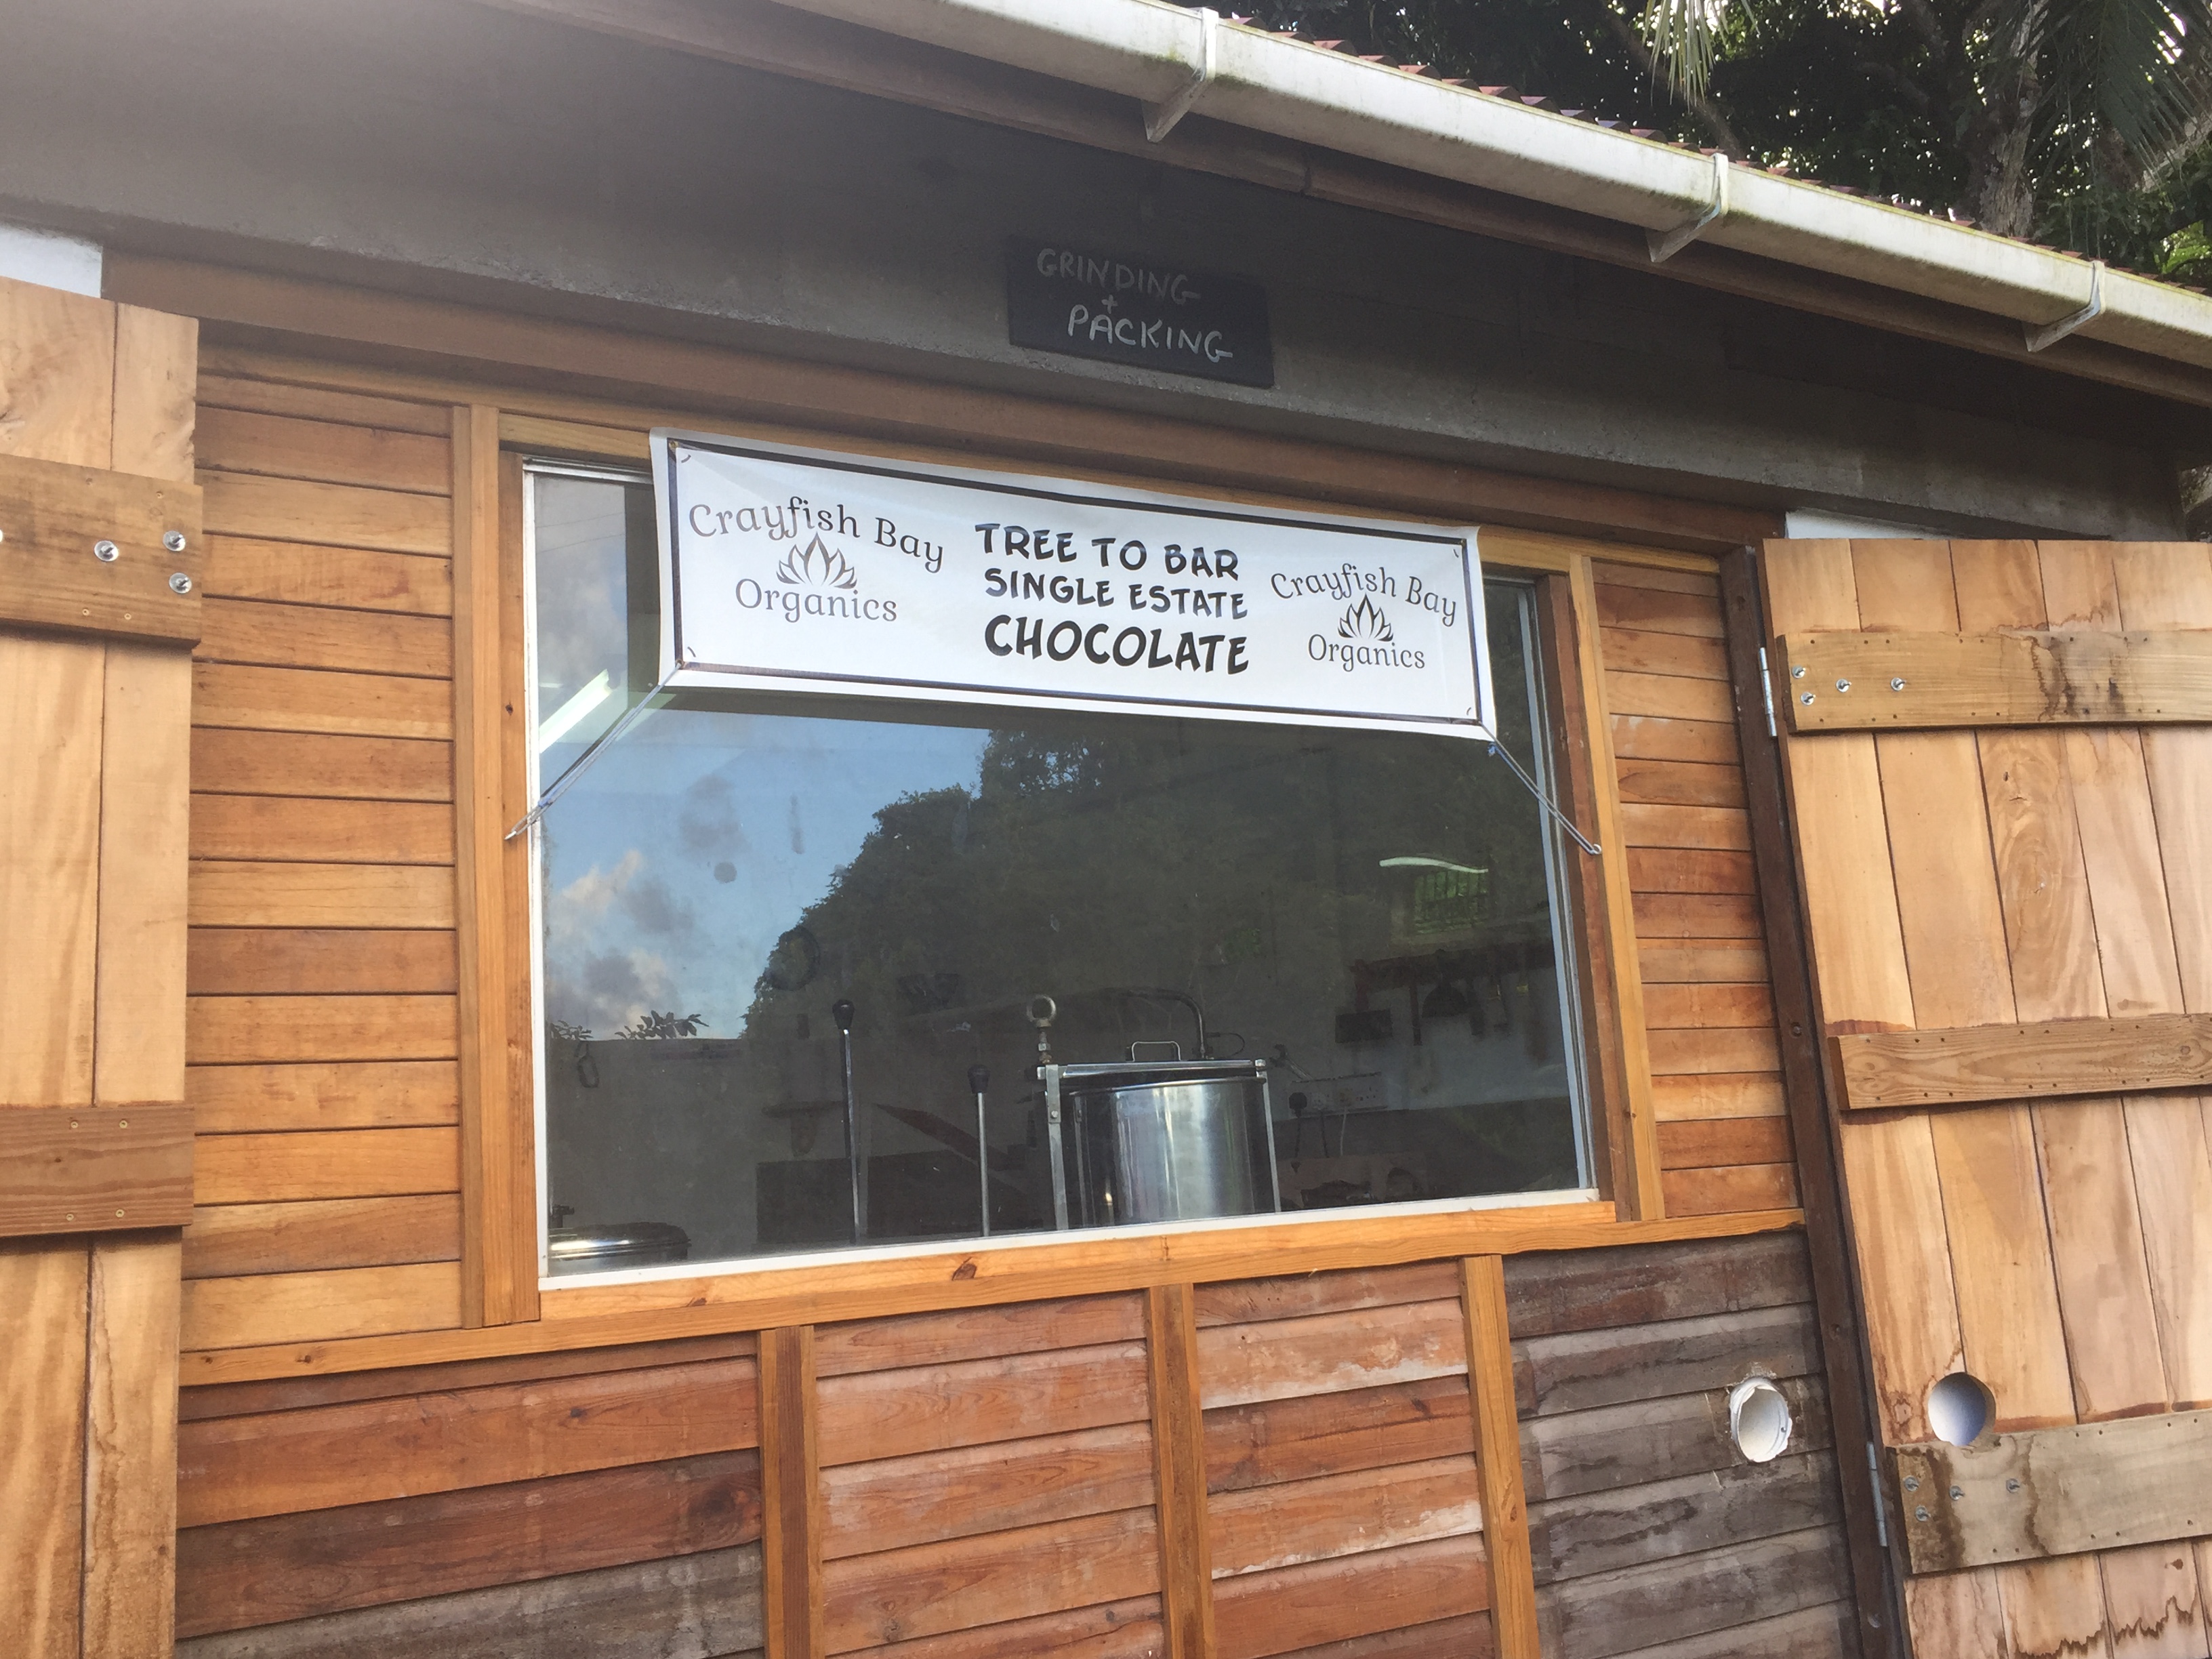 GRINDING
+
PACKING
Crayfish Bay
Organics
TREE TO BAR
SINGLE ESTATE
CHOCOLATE
Crayfish Bay
Organics